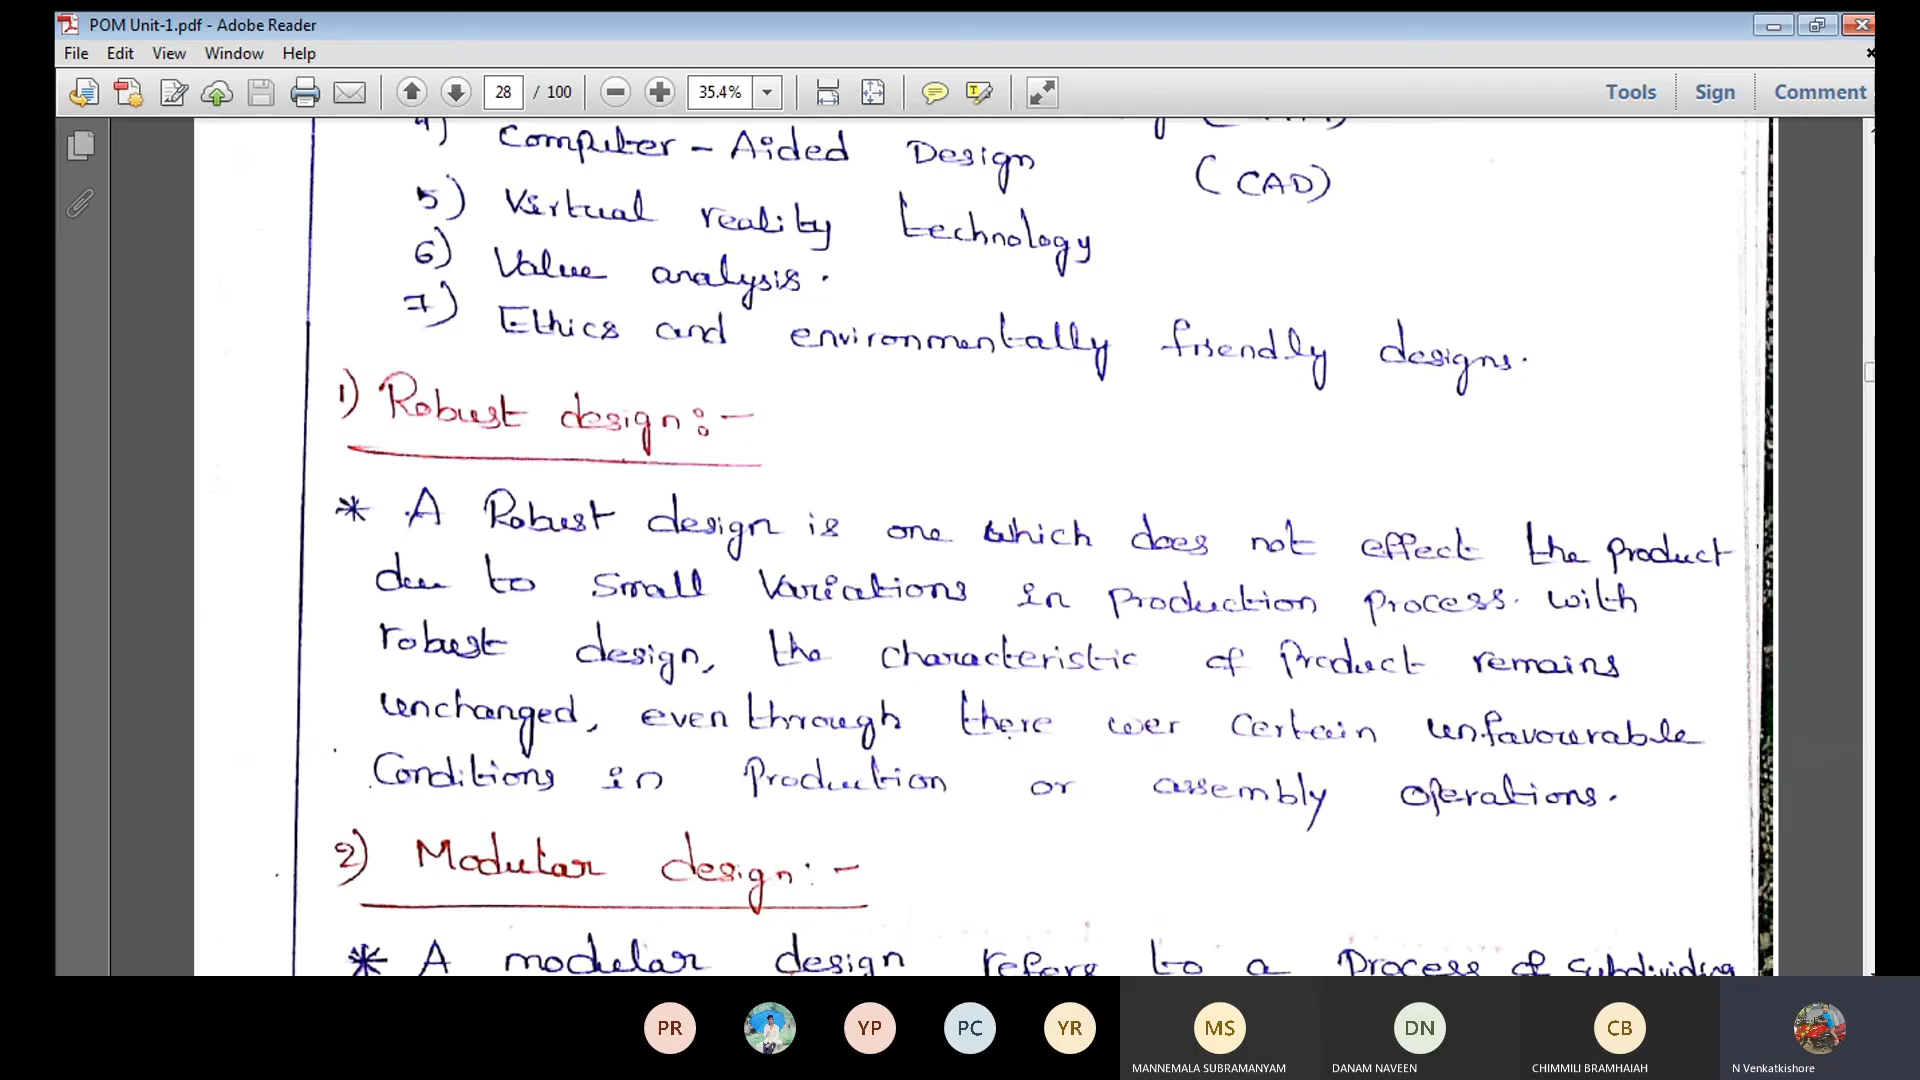 POM Unit-1.pdf - Adobe Reader
File Edit View Window Help
28 / 100 35.4% Tools Sign Comment
4) Computer - Aided Design (CAD)
5) Virtual reality technology
6) Value analysis.
7) Ethics and environmentally friendly designs.
1) Robust design:-
* A Robust design is one which does not effect the product
due to small variations in production process. with
robust design, the characteristic of product remains
unchanged, even through there wer certain unfavourable
Conditions in production or assembly operations.
2) Modular design:-
* A modular design refers to a process of subdividing
PR YP PC YR MS DN CB
MANNEMALA SUBRAMANYAM DANAM NAVEEN CHIMMILI BRAMHAIAH N Venkatkishore